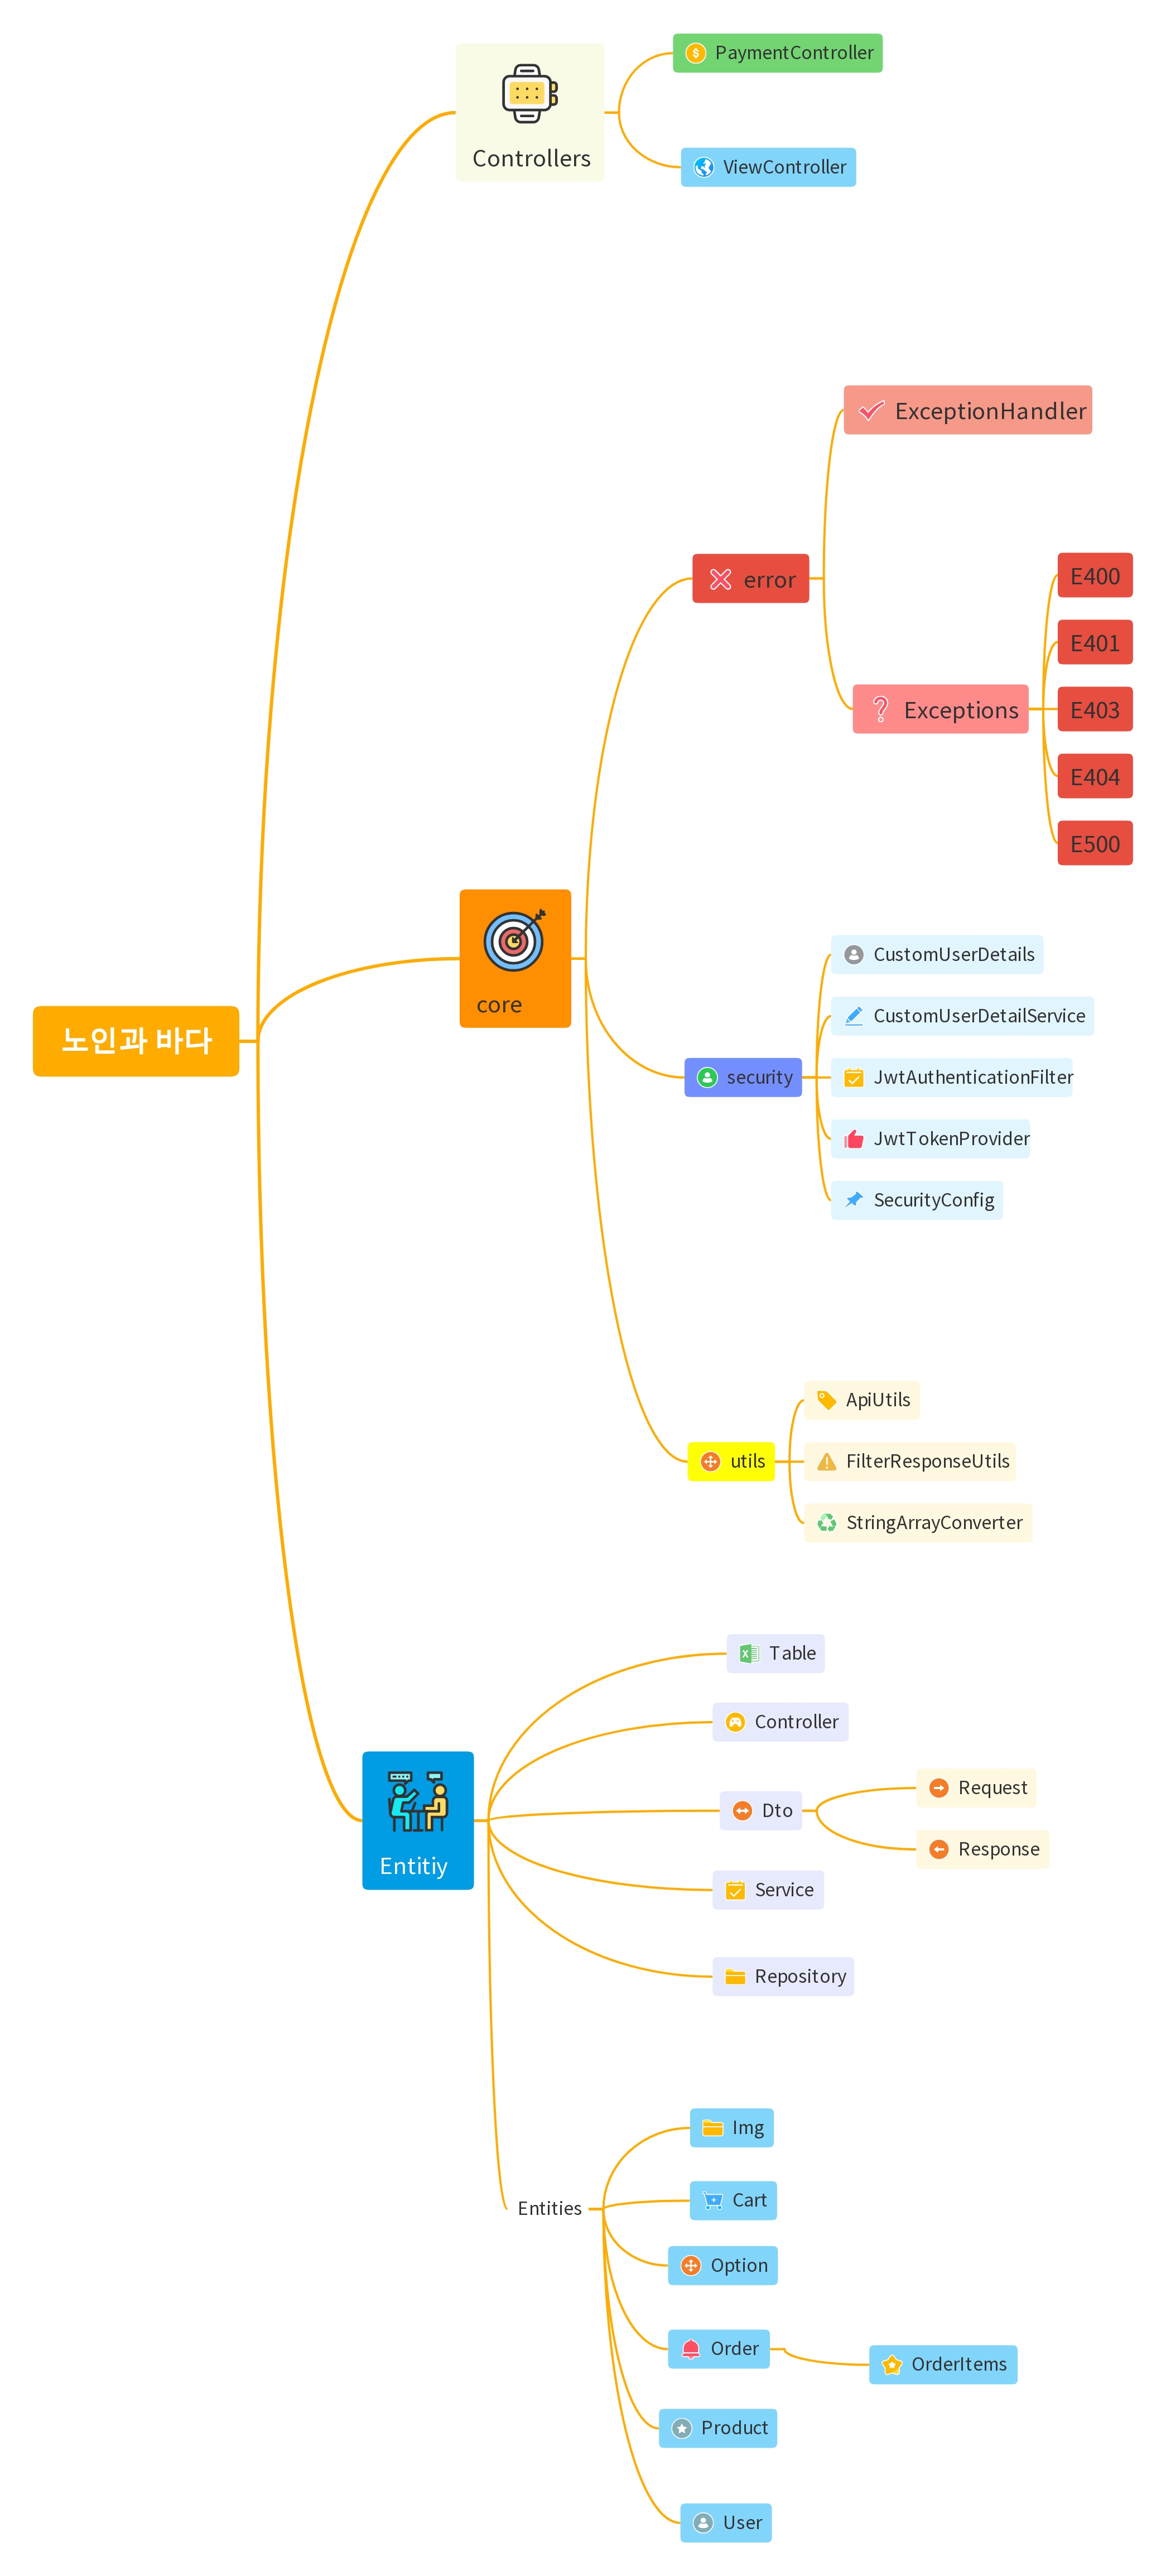 노인과 바다
Controllers
PaymentController
ViewController
core
error
ExceptionHandler
Exceptions
E400
E401
E403
E404
E500
security
CustomUserDetails
CustomUserDetailService
JwtAuthenticationFilter
JwtTokenProvider
SecurityConfig
utils
ApiUtils
FilterResponseUtils
StringArrayConverter
Entitiy
Table
Controller
Dto
Request
Response
Service
Repository
Entities
Img
Cart
Option
Order
OrderItems
Product
User